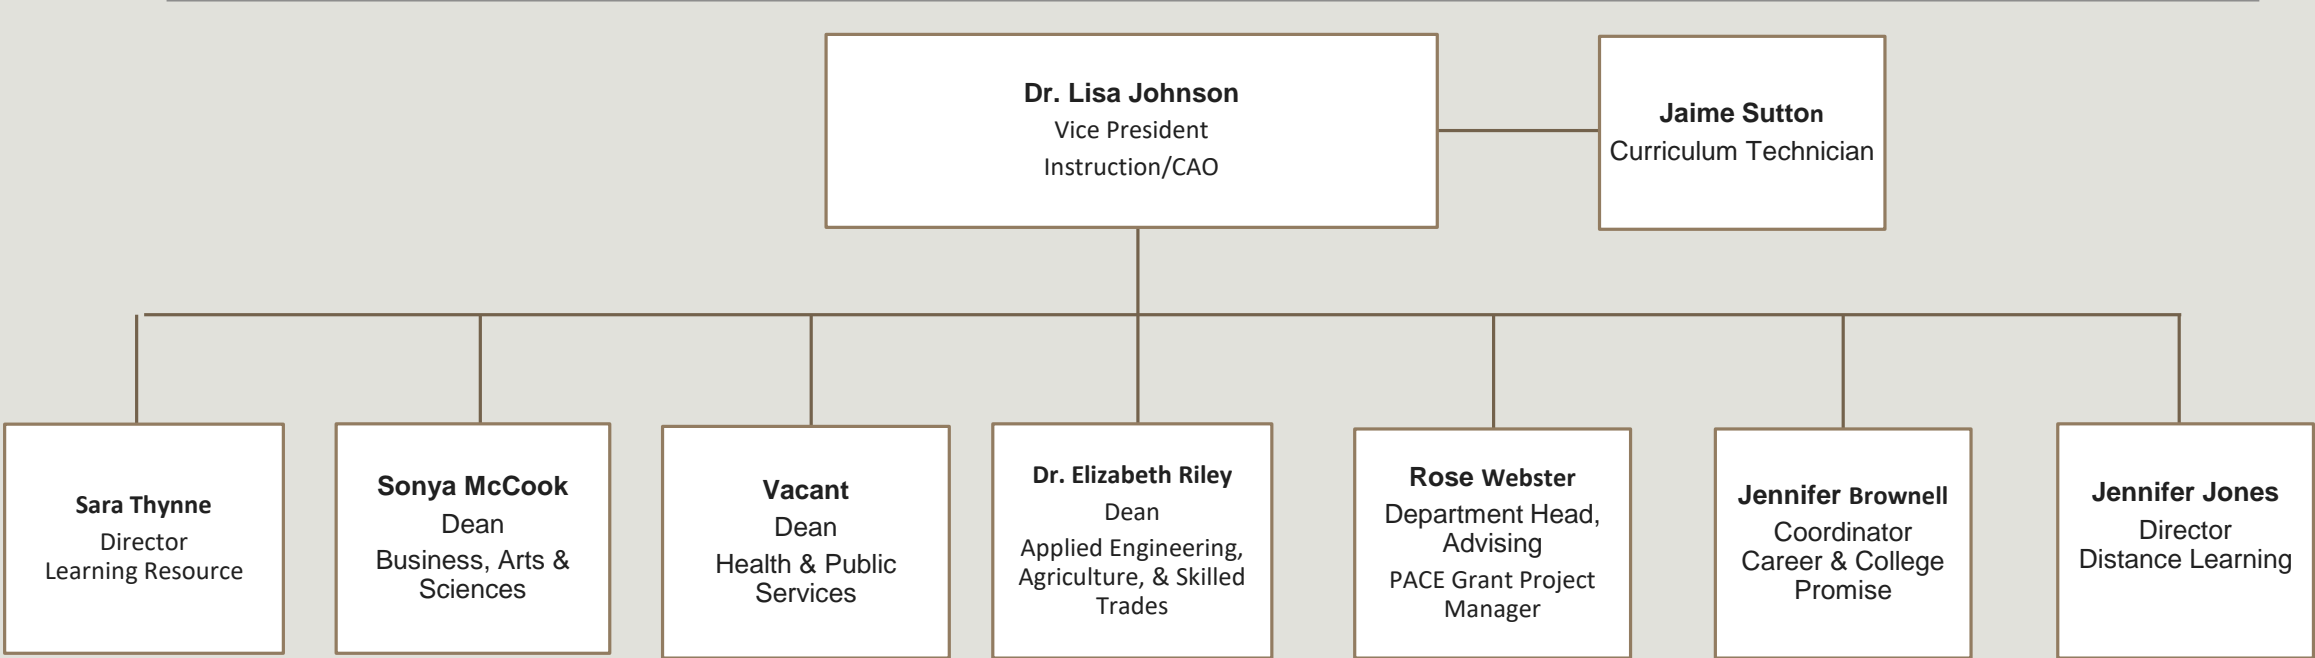 Dr. Lisa Johnson
Vice President
Instruction/CAO
Jaime Sutton
Curriculum Technician
Sara Thynne
Director
Learning Resource
Sonya McCook
Dean
Business, Arts &
Sciences
Vacant
Dean
Health & Public
Services
Dr. Elizabeth Riley
Dean
Applied Engineering,
Agriculture, & Skilled
Trades
Rose Webster
Department Head,
Advising
PACE Grant Project
Manager
Jennifer Brownell
Coordinator
Career & College
Promise
Jennifer Jones
Director
Distance Learning